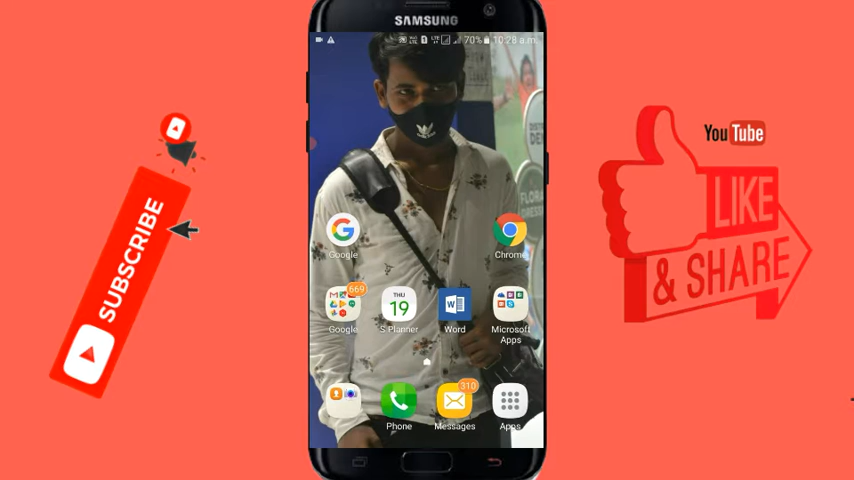 SAMSUNG
70% 10:28 a.m.
YouTube
SUBSCRIBE
LIKE
& SHARE
Google
Chrome
669
THU
19
W
Google
S Planner
Word
Microsoft
Apps
310
Phone
Messages
Apps